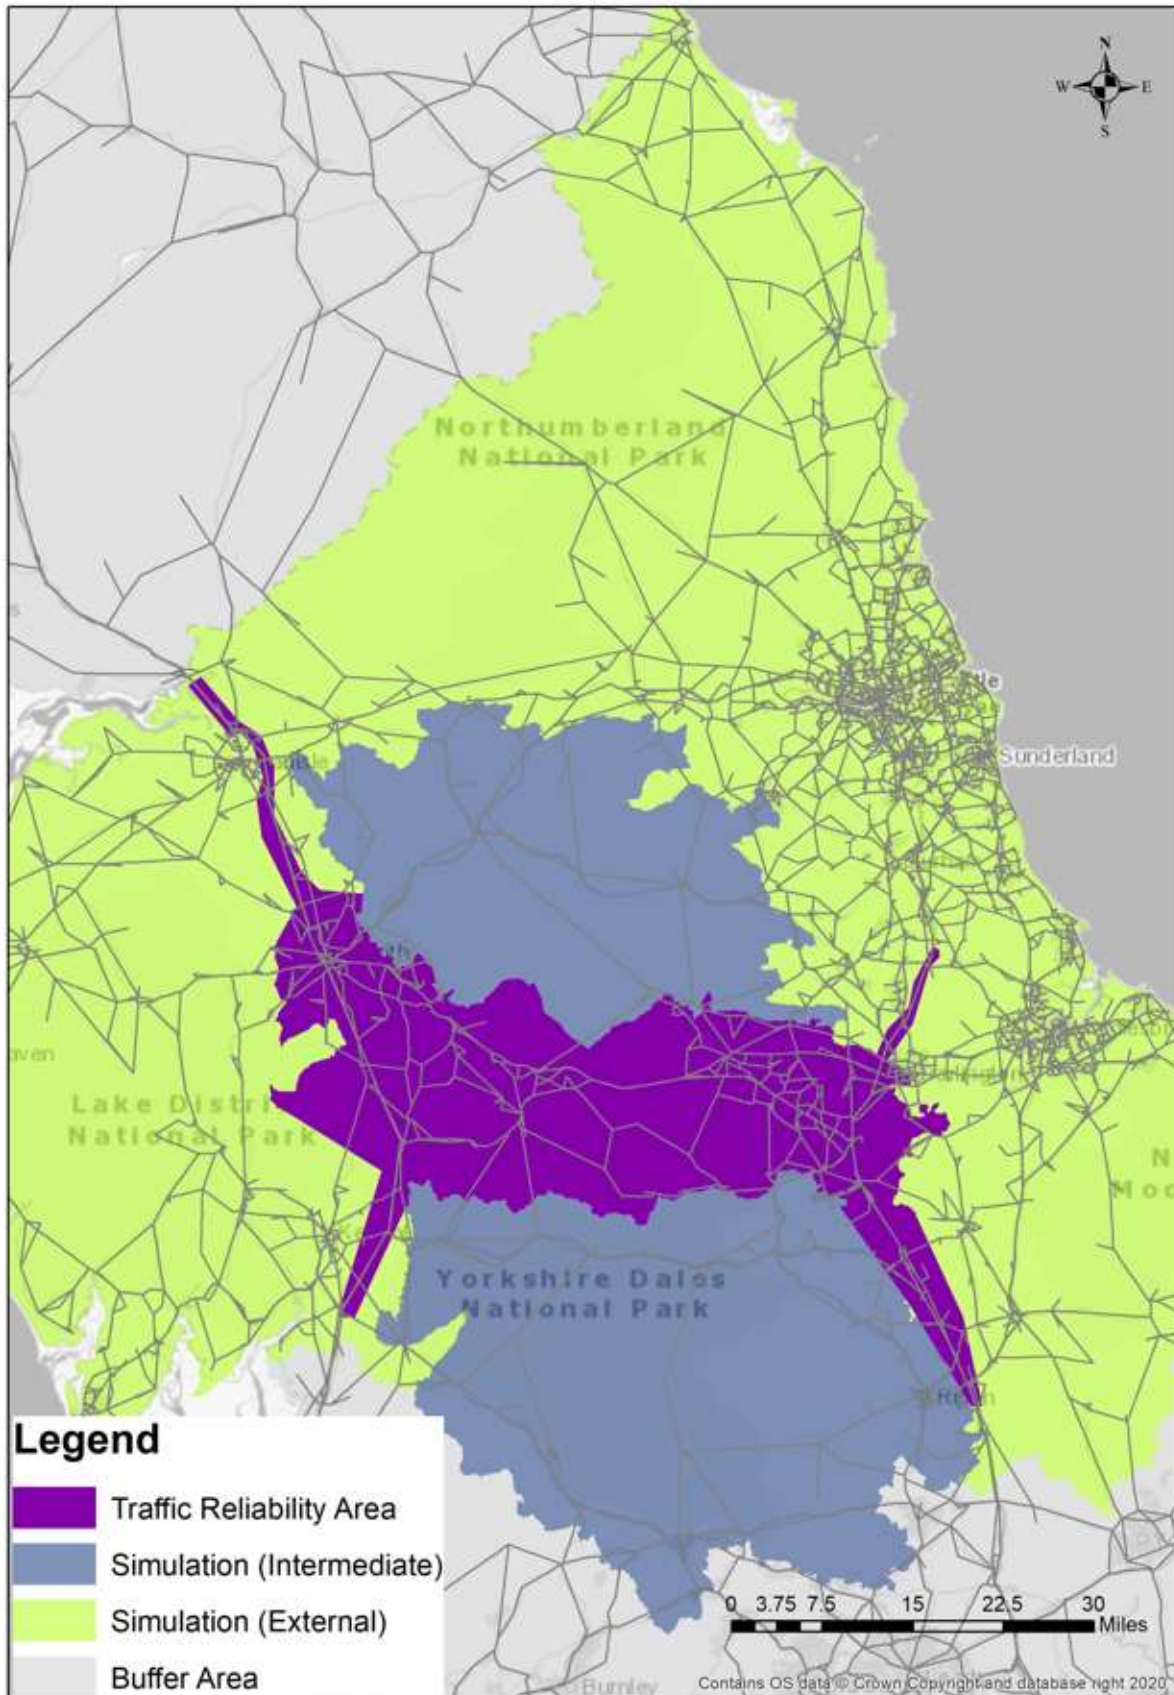 N
W E
S
Northumberland
National Park
Sunderland
Lake District
National Park
Yorkshire Dales
National Park
Legend
Traffic Reliability Area
Simulation (Intermediate)
Simulation (External)
Buffer Area
0 3.75 7.5 15 22.5 30
Miles
Burnley
Contains OS data © Crown Copyright and database right 2020